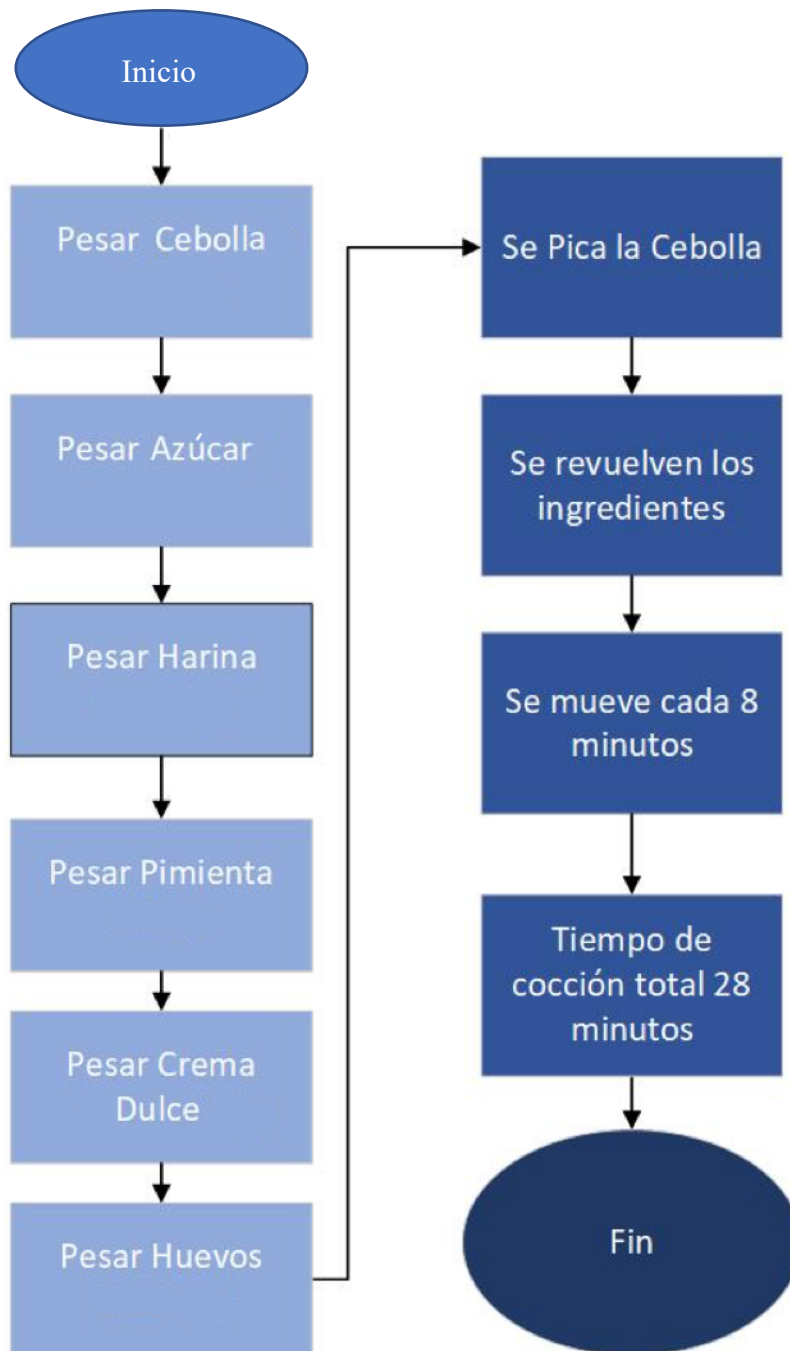 Inicio
Pesar Cebolla
Pesar Azúcar
Pesar Harina
Pesar Pimienta
Pesar Crema
Dulce
Pesar Huevos
Se Pica la Cebolla
Se revuelven los
ingredientes
Se mueve cada 8
minutos
Tiempo de
cocción total 28
minutos
Fin